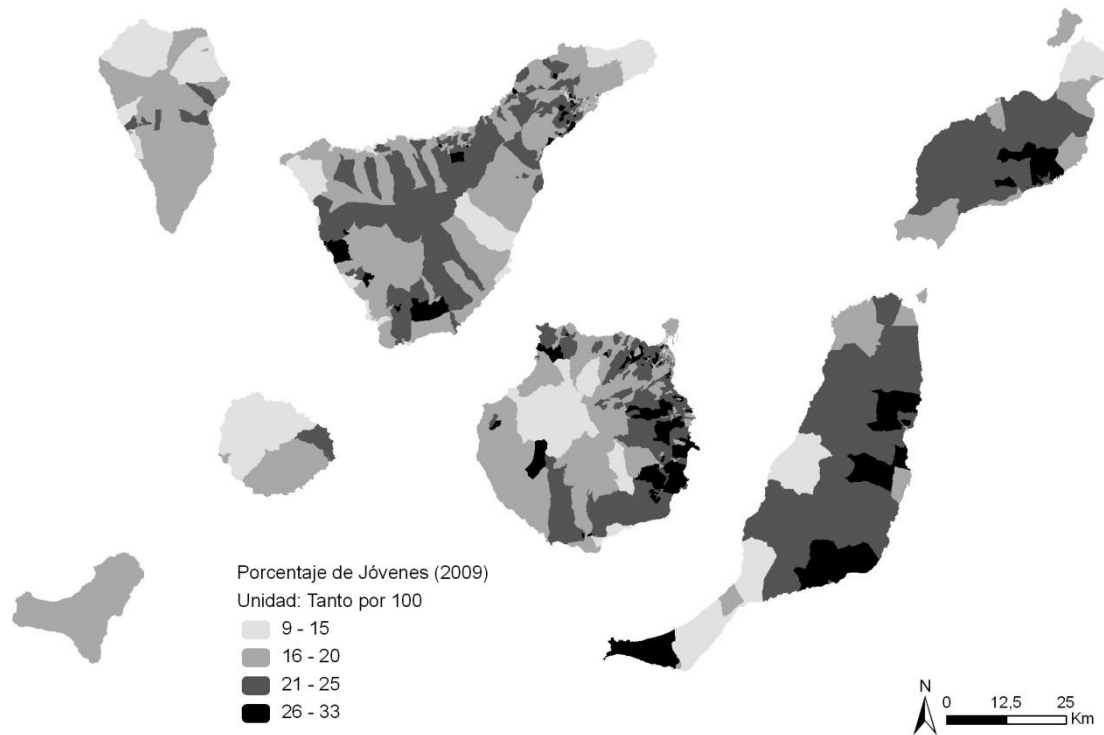 Porcentaje de Jóvenes (2009)
Unidad: Tanto por 100
9 - 15
16 - 20
21 - 25
26 - 33
N
0 12,5 25
Km